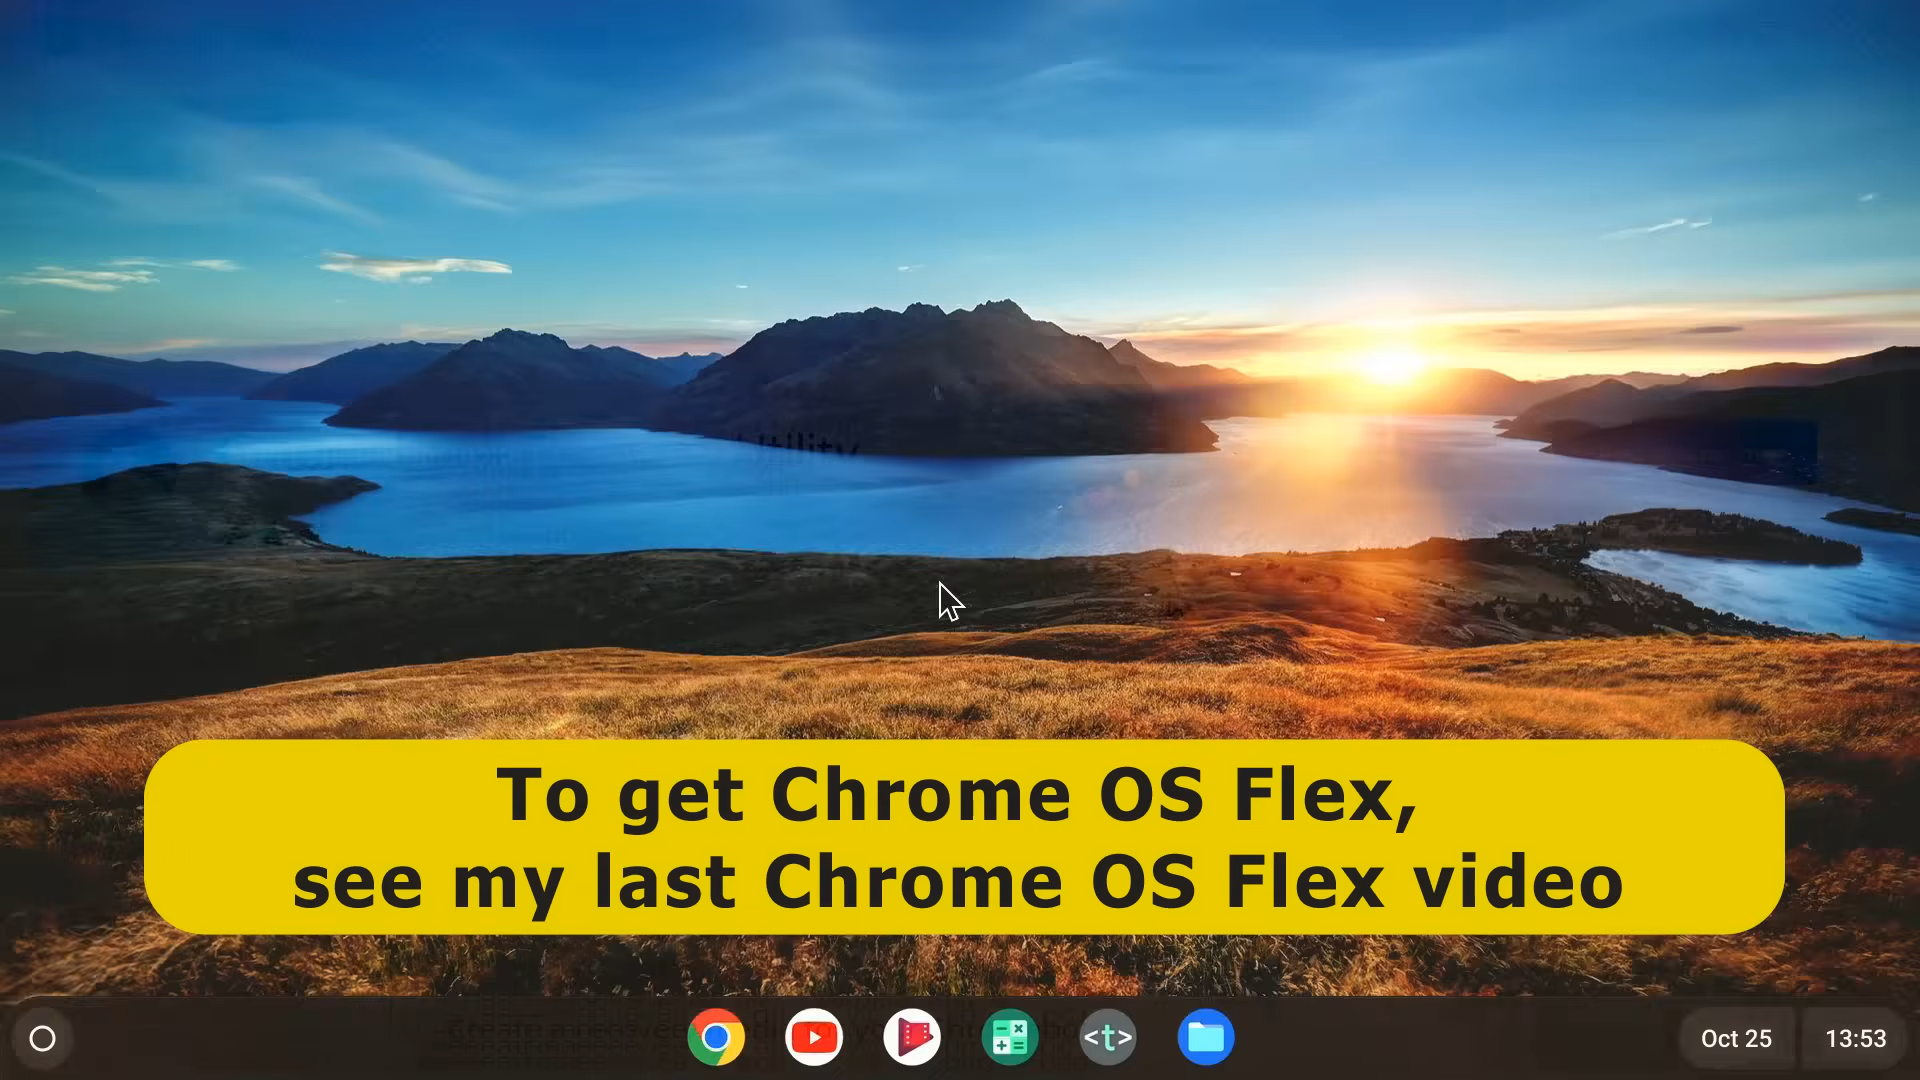 To get Chrome OS Flex,
see my last Chrome OS Flex video
<t>
Oct 25
13:53